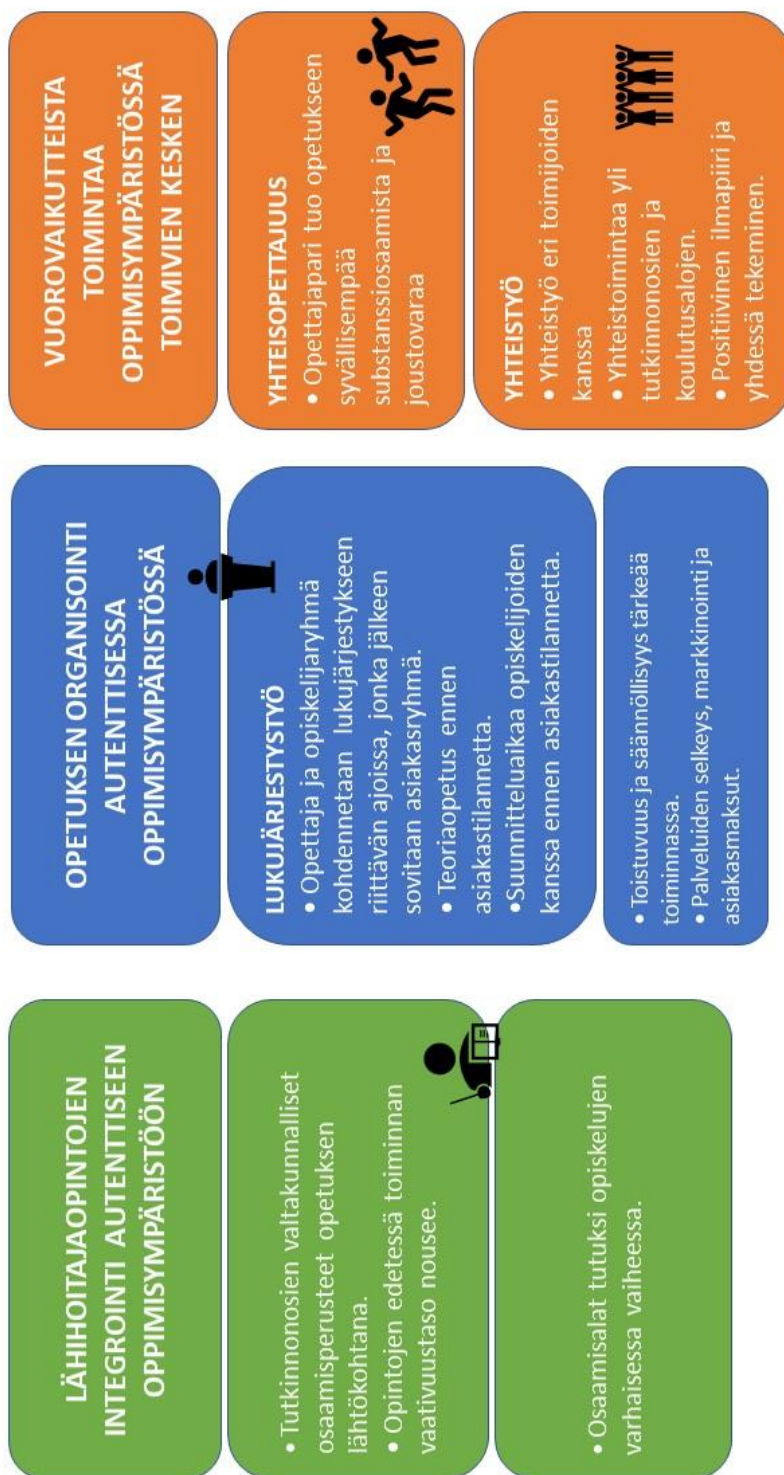 LÄHIHOITAJAOPINTOJEN
INTEGROINTI AUTENTTISEEN
OPPIMISYMPÄRISTÖÖN
• Tutkinnonosien valtakunnalliset
osaamisperusteet opetuksen
lähtökohtana.
• Opintojen edetessä toiminnan
vaativuustaso nousee.
• Osaamisalat tutuksi opiskelujen
varhaisessa vaiheessa.
OPETUKSEN ORGANISOINTI
AUTENTTISESSA
OPPIMISYMPÄRISTÖSSÄ
LUKUJÄRJESTYSTYÖ
• Opettaja ja opiskelijaryhmä
kohdennetaan lukujärjestykseen
riittävän ajoissa, jonka jälkeen
sovitaan asiakasryhmä.
• Teoriaopetus ennen
asiakastilannetta.
•Suunnitteluaikaa opiskelijoiden
kanssa ennen asiakastilannetta.
• Toistuvuus ja säännöllisyys tärkeää
toiminnassa.
• Palveluiden selkeys, markkinointi ja
asiakasmaksut.
VUOROVAIKUTTEISTA
TOIMINTAA
OPPIMISYMPÄRISTÖSSÄ
TOIMIVIEN KESKEN
YHTEISOPETTAJUUS
• Opettajapari tuo opetukseen
syvällisempää
substanssiosaamista ja
joustovaraa
YHTEISTYÖ
• Yhteistyö eri toimijoiden
kanssa
• Yhteistoimintaa yli
tutkinnonosien ja
koulutusalojen.
• Positiivinen ilmapiiri ja
yhdessä tekeminen.